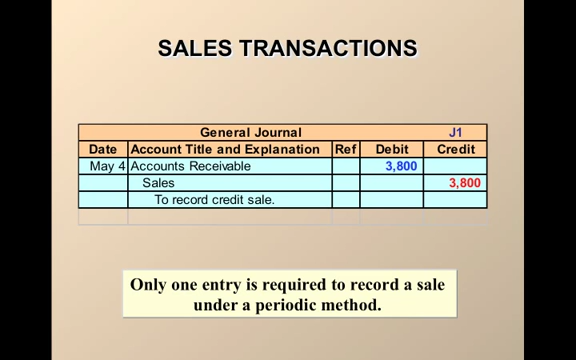 SALES TRANSACTIONS
General Journal J1
Date Account Title and Explanation Ref Debit Credit
May 4 Accounts Receivable 3,800
Sales 3,800
To record credit sale.
Only one entry is required to record a sale
under a periodic method.